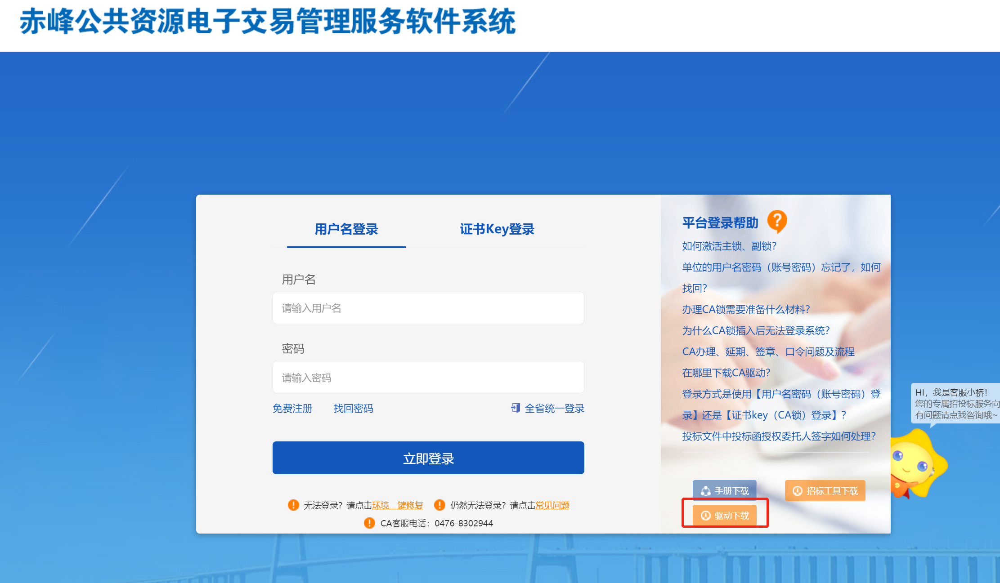 赤峰公共资源电子交易管理服务软件系统
用户名登录
证书Key登录
用户名
请输入用户名
密码
请输入密码
免费注册
找回密码
全省统一登录
立即登录
无法登录？请点击环境一键修复
仍然无法登录？请点击常见问题
CA客服电话：0476-8302944
平台登录帮助
如何激活主锁、副锁？
单位的用户名密码（账号密码）忘记了，如何
找回？
办理CA锁需要准备什么材料？
为什么CA锁插入后无法登录系统？
CA办理、延期、签章、口令问题及流程
在哪里下载CA驱动？
登录方式是使用【用户名密码（账号密码）登
录】还是【证书key（CA锁）登录】？
投标文件中投标函授权委托人签字如何处理？
手册下载
招标工具下载
驱动下载
HI，我是客服小桥！
您的专属招投标服务向
有问题请点我咨询哦~